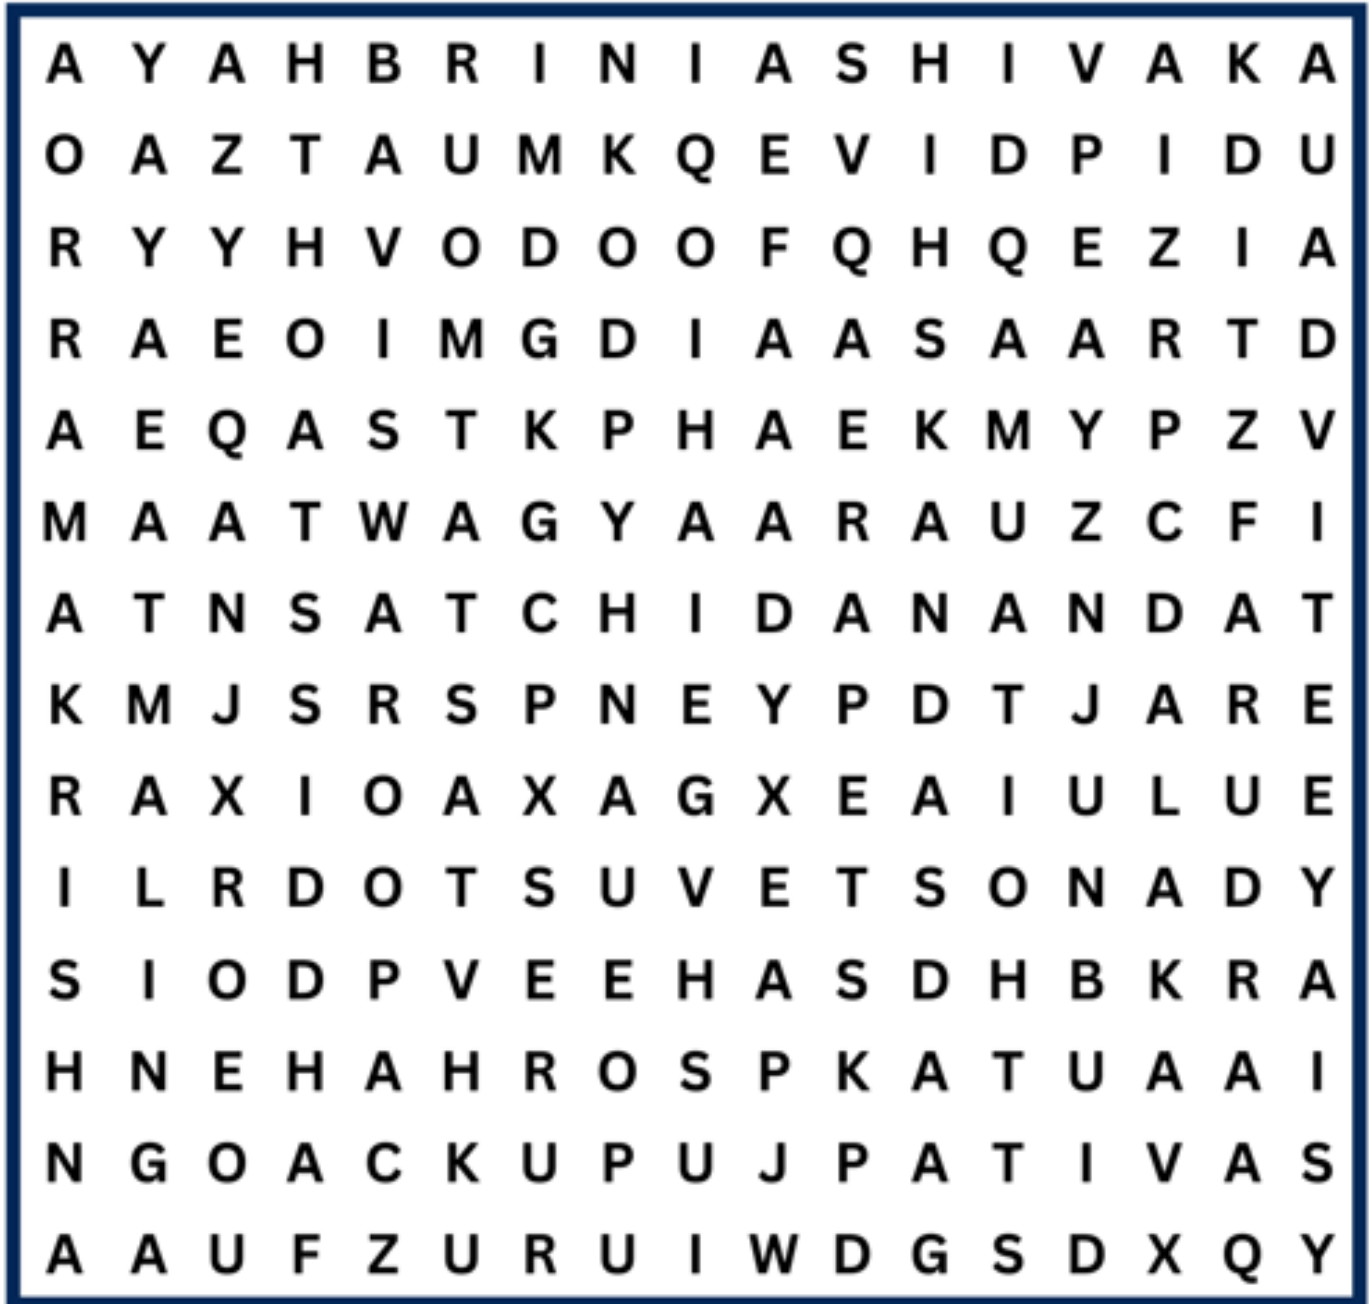 A Y A H B R I N I A S H I V A K A
O A Z T A U M K Q E V I D P I D U
R Y Y H V O D O O F Q H Q E Z I A
R A E O I M G D I A A S A A R T D
A E Q A S T K P H A E K M Y P Z V
M A A T W A G Y A A R A U Z C F I
A T N S A T C H I D A N A N D A T
K M J S R S P N E Y P D T J A R E
R A X I O A X A G X E A I U L U E
I L R D O T S U V E T S O N A D Y
S I O D P V E E H A S D H B K R A
H N E H A H R O S P K A T U A A I
N G O A C K U P U J P A T I V A S
A A U F Z U R U I W D G S D X Q Y